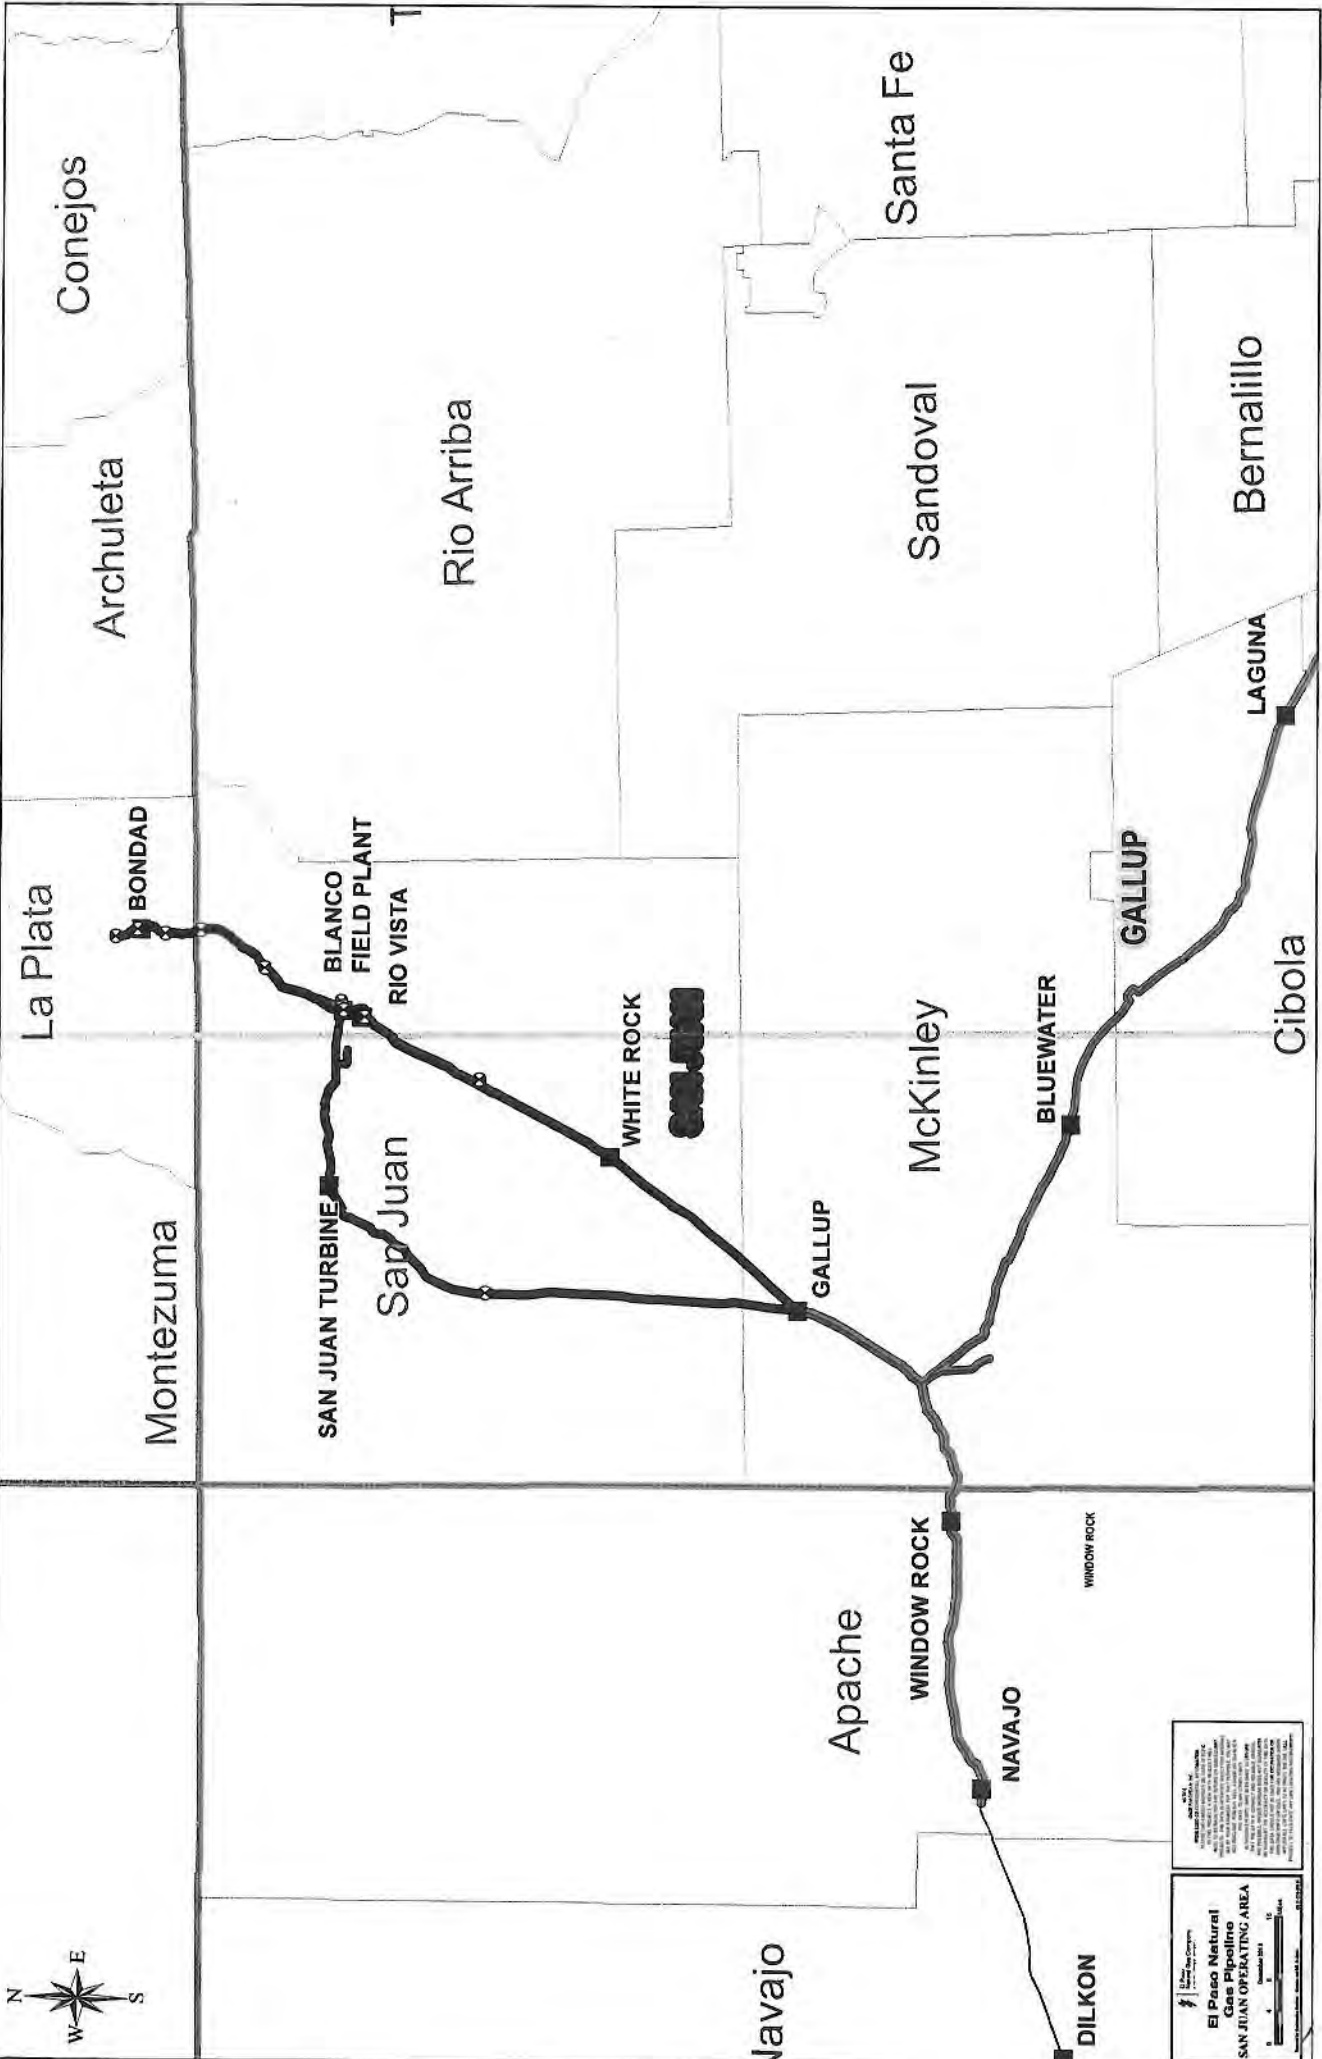 N
W
E
S
Montezuma
La Plata
Archuleta
Conejos
BONDAD
T
SAN JUAN TURBINE
BLANCO
FIELD PLANT
RIO VISTA
San Juan
Rio Arriba
WHITE ROCK
SAN JUAN
GALLUP
Navajo
Apache
WINDOW ROCK
McKinley
Sandoval
Santa Fe
NAVAJO
BLUEWATER
WINDOW ROCK
DILKON
GALLUP
Cibola
LAGUNA
Bernalillo
El Paso Natural
Gas Pipeline
SAN JUAN OPERATING AREA